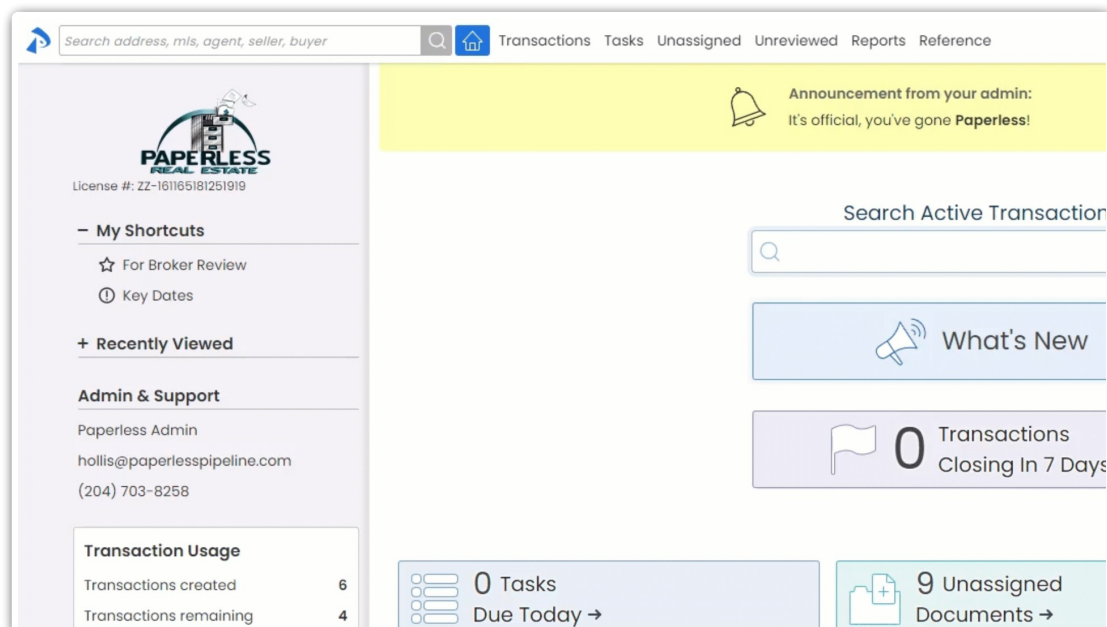 Search address, mls, agent, seller, buyer
Transactions Tasks Unassigned Unreviewed Reports Reference
PAPERLESS
REAL ESTATE
License #: ZZ-161165181251919
Announcement from your admin:
It's official, you've gone Paperless!
− My Shortcuts
For Broker Review
Key Dates
+ Recently Viewed
Admin & Support
Paperless Admin
hollis@paperlesspipeline.com
(204) 703-8258
Transaction Usage
Transactions created 6
Transactions remaining 4
Search Active Transaction
What's New
0 Transactions
Closing In 7 Days
0 Tasks
Due Today →
9 Unassigned
Documents →